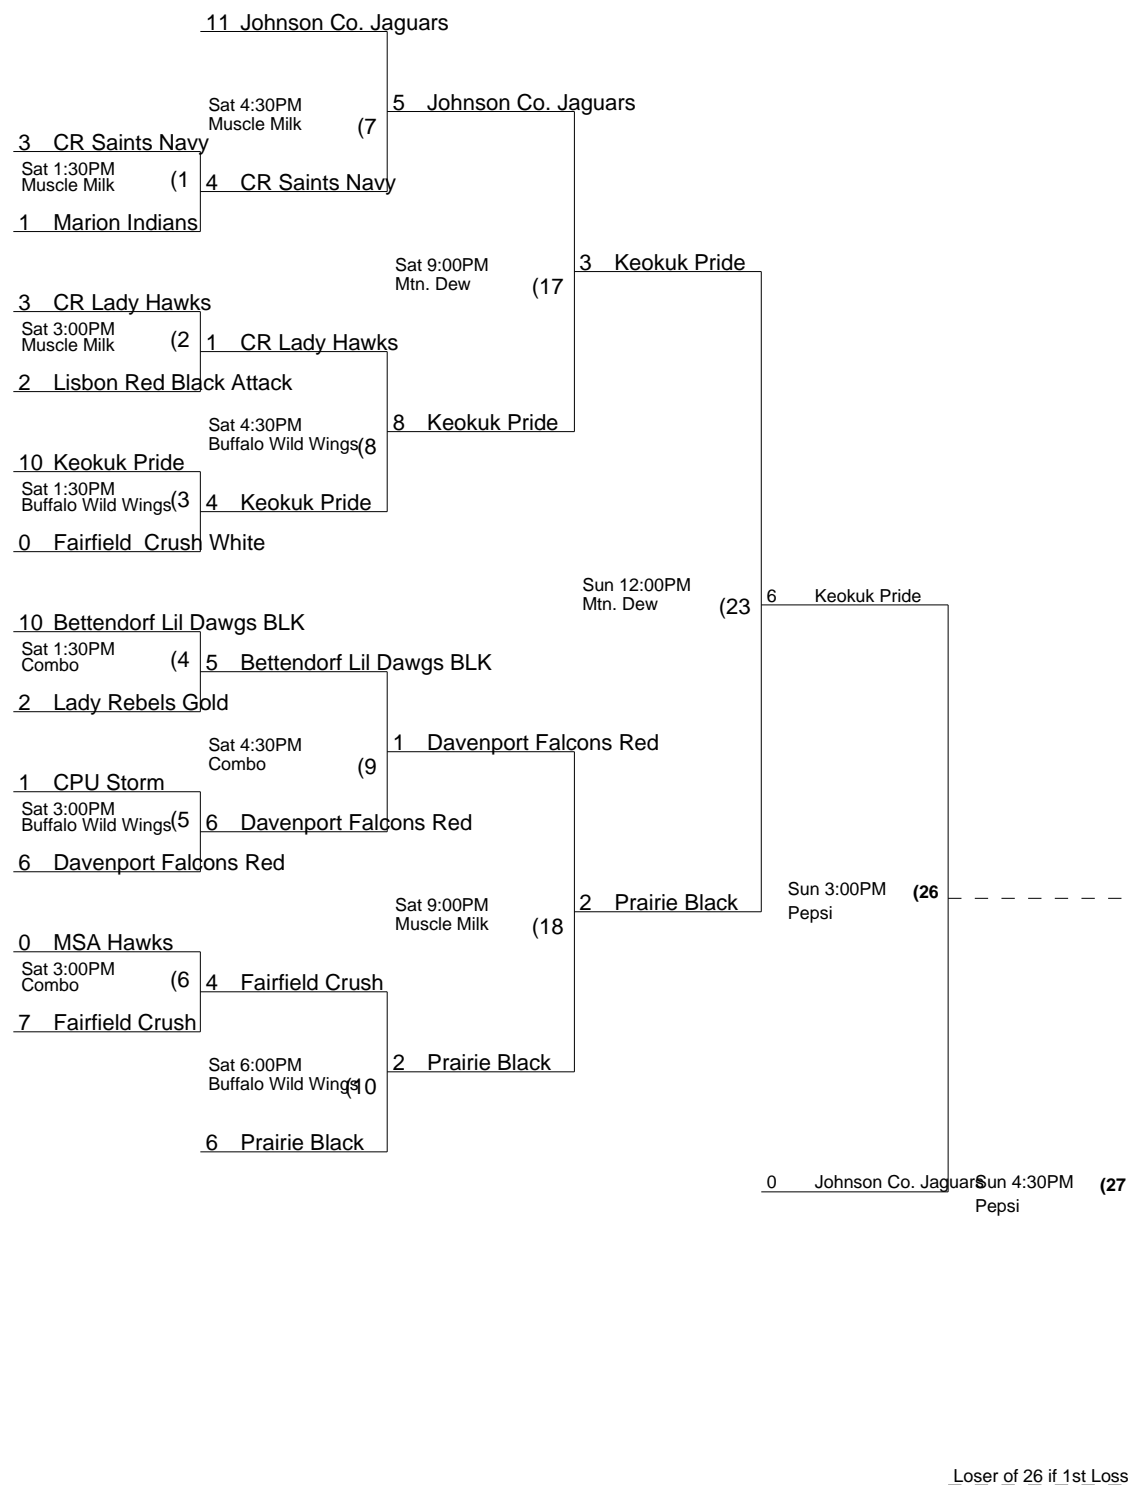 11 Johnson Co. Jaguars
Sat 4:30PM
Muscle Milk (7
5 Johnson Co. Jaguars
3 CR Saints Navy
Sat 1:30PM
Muscle Milk (1
4 CR Saints Navy
1 Marion Indians
Sat 9:00PM
Mtn. Dew (17
3 Keokuk Pride
3 CR Lady Hawks
Sat 3:00PM
Muscle Milk (2
1 CR Lady Hawks
2 Lisbon Red Black Attack
Sat 4:30PM
Buffalo Wild Wings (8
8 Keokuk Pride
10 Keokuk Pride
Sat 1:30PM
Buffalo Wild Wings (3
4 Keokuk Pride
0 Fairfield Crush White
Sun 12:00PM
Mtn. Dew (23
6 Keokuk Pride
10 Bettendorf Lil Dawgs BLK
Sat 1:30PM
Combo (4
5 Bettendorf Lil Dawgs BLK
2 Lady Rebels Gold
Sat 4:30PM
Combo (9
1 Davenport Falcons Red
1 CPU Storm
Sat 3:00PM
Buffalo Wild Wings (5
6 Davenport Falcons Red
6 Davenport Falcons Red
Sat 9:00PM
Muscle Milk (18
2 Prairie Black
Sun 3:00PM (26
Pepsi
0 MSA Hawks
Sat 3:00PM
Combo (6
4 Fairfield Crush
7 Fairfield Crush
Sat 6:00PM
Buffalo Wild Wings (10
2 Prairie Black
6 Prairie Black
0 Johnson Co. Jaguars
Sun 4:30PM (27
Pepsi
Loser of 26 if 1st Loss